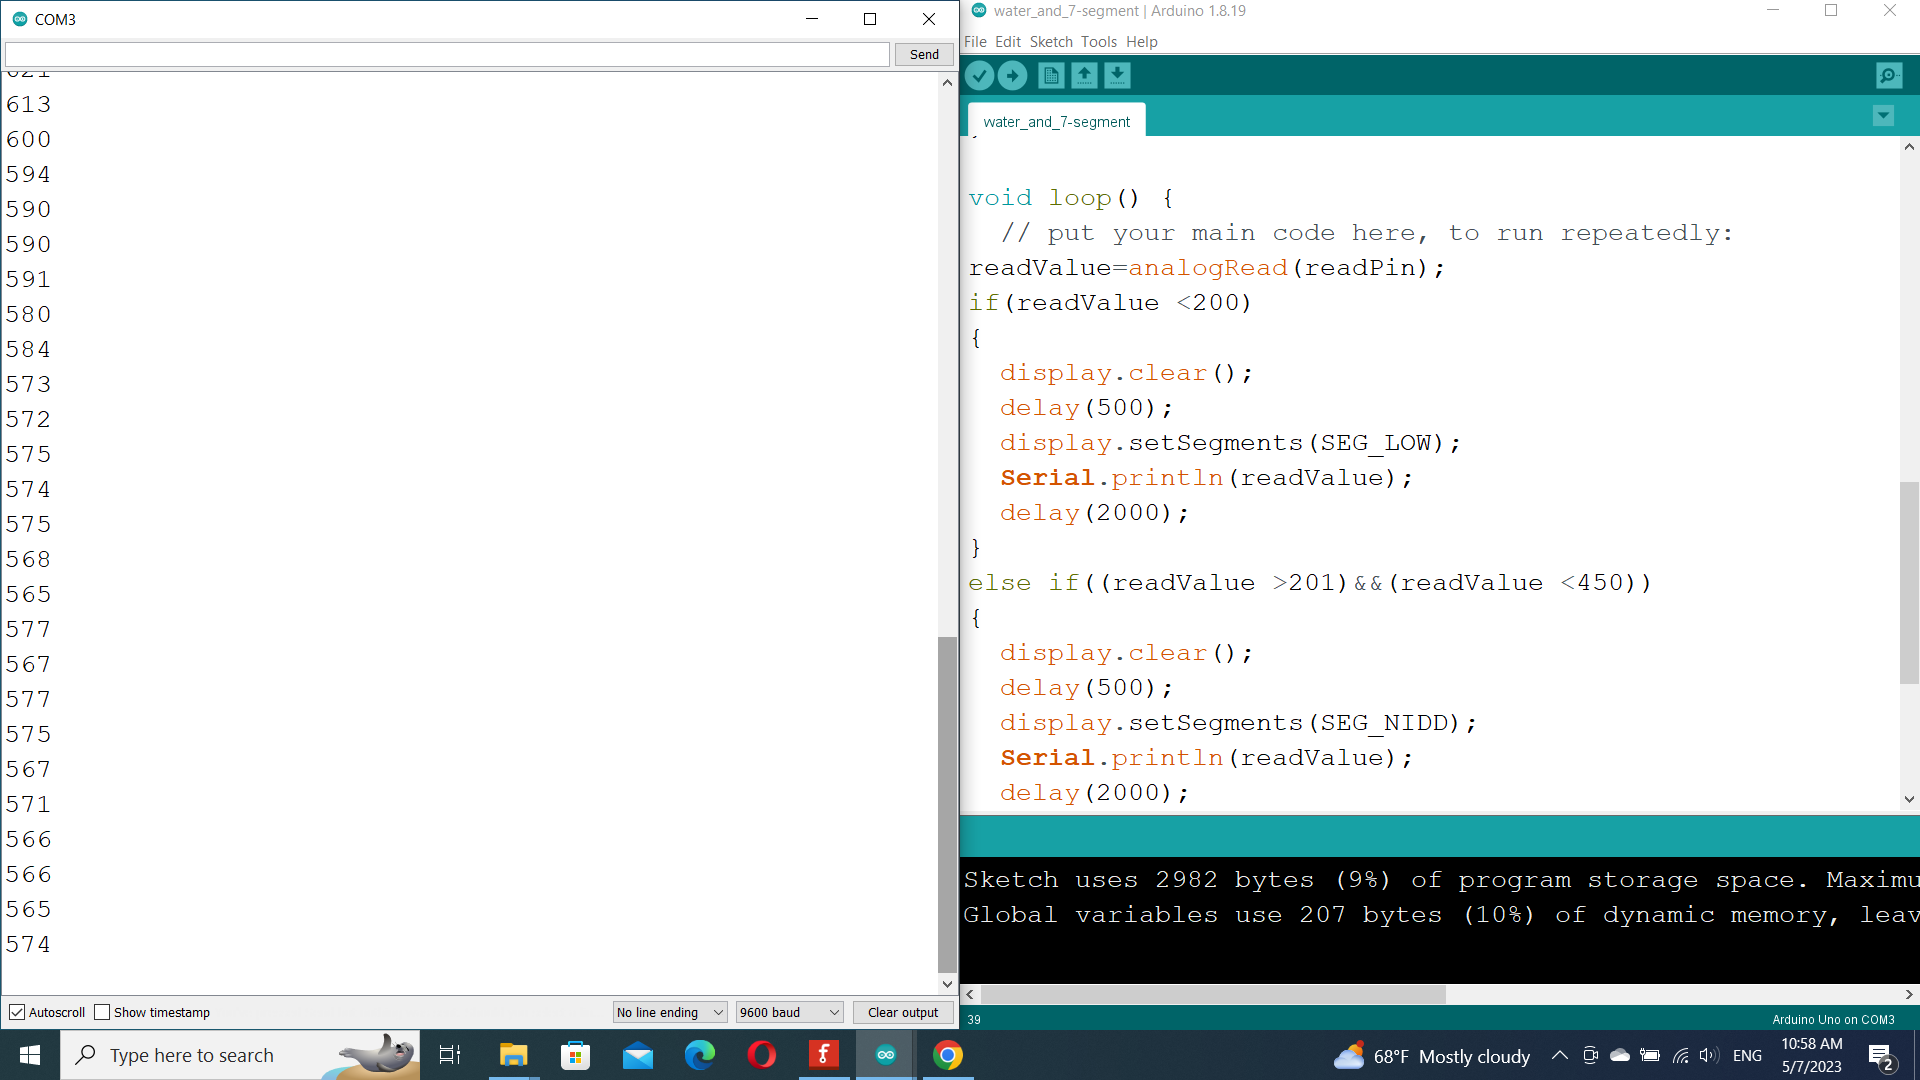 COM3
Send
621
613
600
594
590
590
591
580
584
573
572
575
574
575
568
565
577
567
577
575
567
571
566
566
565
574
Autoscroll
Show timestamp
No line ending
9600 baud
Clear output
water_and_7-segment | Arduino 1.8.19
File Edit Sketch Tools Help
water_and_7-segment
void loop() {
// put your main code here, to run repeatedly:
readValue=analogRead(readPin);
if(readValue <200)
{
display.clear();
delay(500);
display.setSegments(SEG_LOW);
Serial.println(readValue);
delay(2000);
}
else if((readValue >201)&&(readValue <450))
{
display.clear();
delay(500);
display.setSegments(SEG_NIDD);
Serial.println(readValue);
delay(2000);
Sketch uses 2982 bytes (9%) of program storage space. Maximu
Global variables use 207 bytes (10%) of dynamic memory, leav
39
Arduino Uno on COM3
Type here to search
68°F Mostly cloudy
ENG
10:58 AM
5/7/2023
2